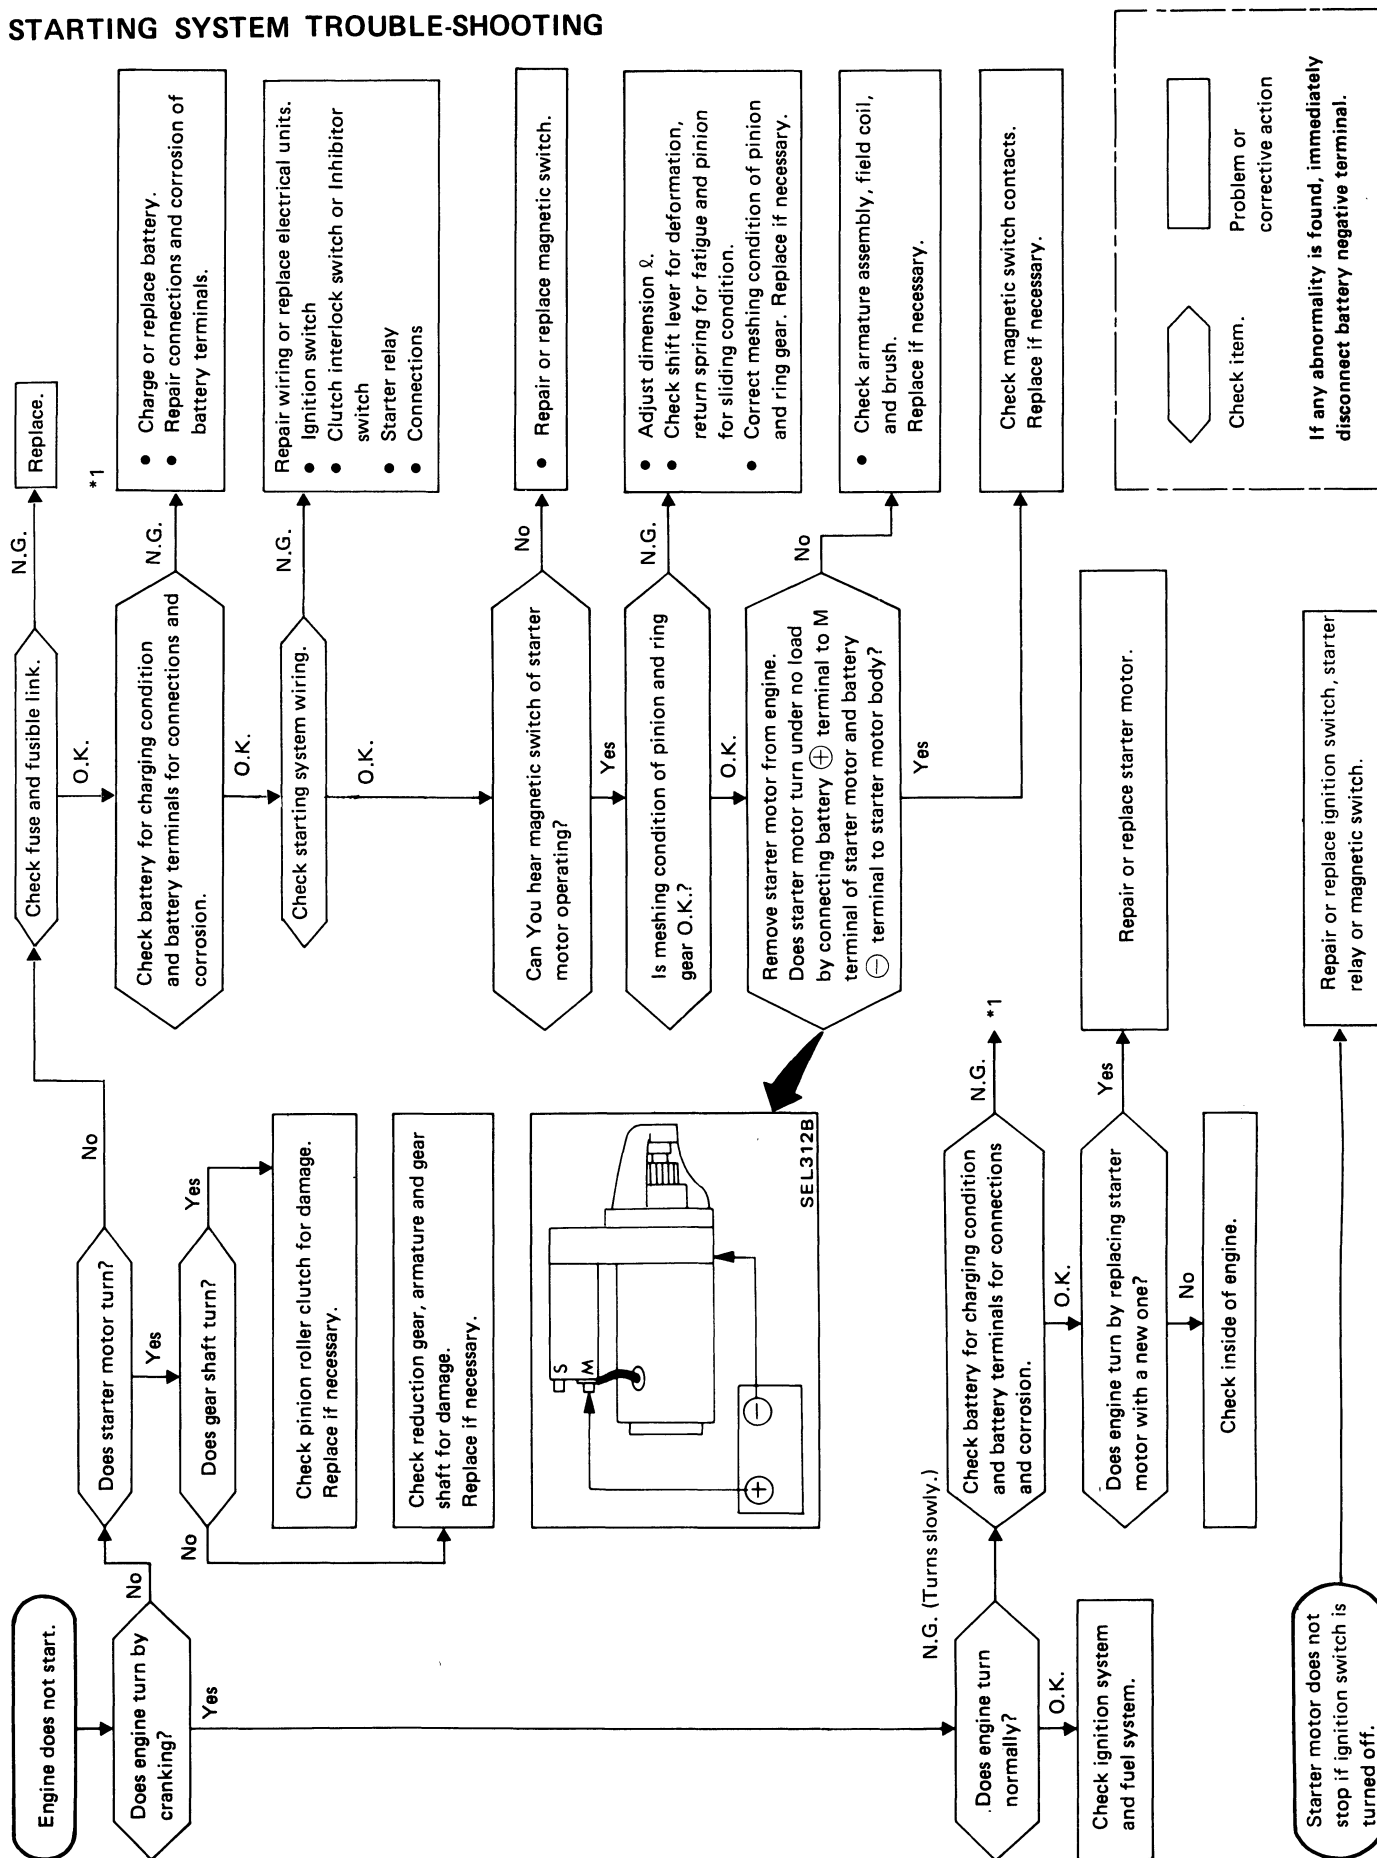 STARTING SYSTEM TROUBLE-SHOOTING
Engine does not start.
Does engine turn by
cranking?
No
Yes
Does starter motor turn?
No
Yes
Does gear shaft turn?
Yes
No
Check pinion roller clutch for damage.
Replace if necessary.
Check reduction gear, armature and gear
shaft for damage.
Replace if necessary.
Check fuse and fusible link.
N.G.
Replace.
O.K.
*1
Check battery for charging condition
and battery terminals for connections and
corrosion.
N.G.
• Charge or replace battery.
• Repair connections and corrosion of
battery terminals.
O.K.
Check starting system wiring.
N.G.
Repair wiring or replace electrical units.
• Ignition switch
• Clutch interlock switch or Inhibitor
switch
• Starter relay
• Connections
O.K.
Can You hear magnetic switch of starter
motor operating?
No
• Repair or replace magnetic switch.
Yes
Is meshing condition of pinion and ring
gear O.K.?
N.G.
• Adjust dimension ℓ.
• Check shift lever for deformation,
return spring for fatigue and pinion
for sliding condition.
• Correct meshing condition of pinion
and ring gear. Replace if necessary.
O.K.
Remove starter motor from engine.
Does starter motor turn under no load
by connecting battery ⊕ terminal to M
terminal of starter motor and battery
⊖ terminal to starter motor body?
No
• Check armature assembly, field coil,
and brush.
Replace if necessary.
Yes
Check magnetic switch contacts.
Replace if necessary.
S
M
⊕
⊖
SEL312B
Does engine turn
normally?
N.G. (Turns slowly.)
O.K.
Check ignition system
and fuel system.
Check battery for charging condition
and battery terminals for connections
and corrosion.
N.G.
*1
O.K.
Does engine turn by replacing starter
motor with a new one?
Yes
Repair or replace starter motor.
No
Check inside of engine.
Starter motor does not
stop if ignition switch is
turned off.
Repair or replace ignition switch, starter
relay or magnetic switch.
Check item.
Problem or
corrective action
If any abnormality is found, immediately
disconnect battery negative terminal.